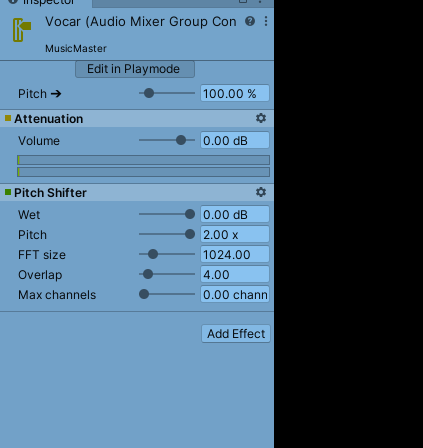 Inspector
Vocar (Audio Mixer Group Con
MusicMaster
Edit in Playmode
Pitch ➔ 100.00 %
Attenuation
Volume 0.00 dB
Pitch Shifter
Wet 0.00 dB
Pitch 2.00 x
FFT size 1024.00
Overlap 4.00
Max channels 0.00 chann
Add Effect